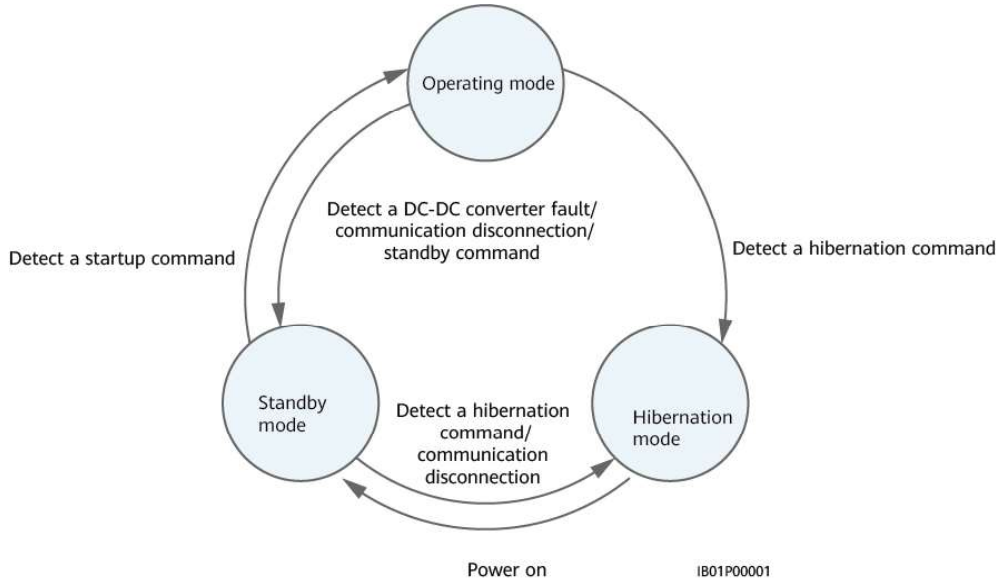 Operating mode
Detect a DC-DC converter fault/
communication disconnection/
standby command
Detect a startup command
Detect a hibernation command
Standby
mode
Detect a hibernation
command/
communication
disconnection
Hibernation
mode
Power on
IB01P00001